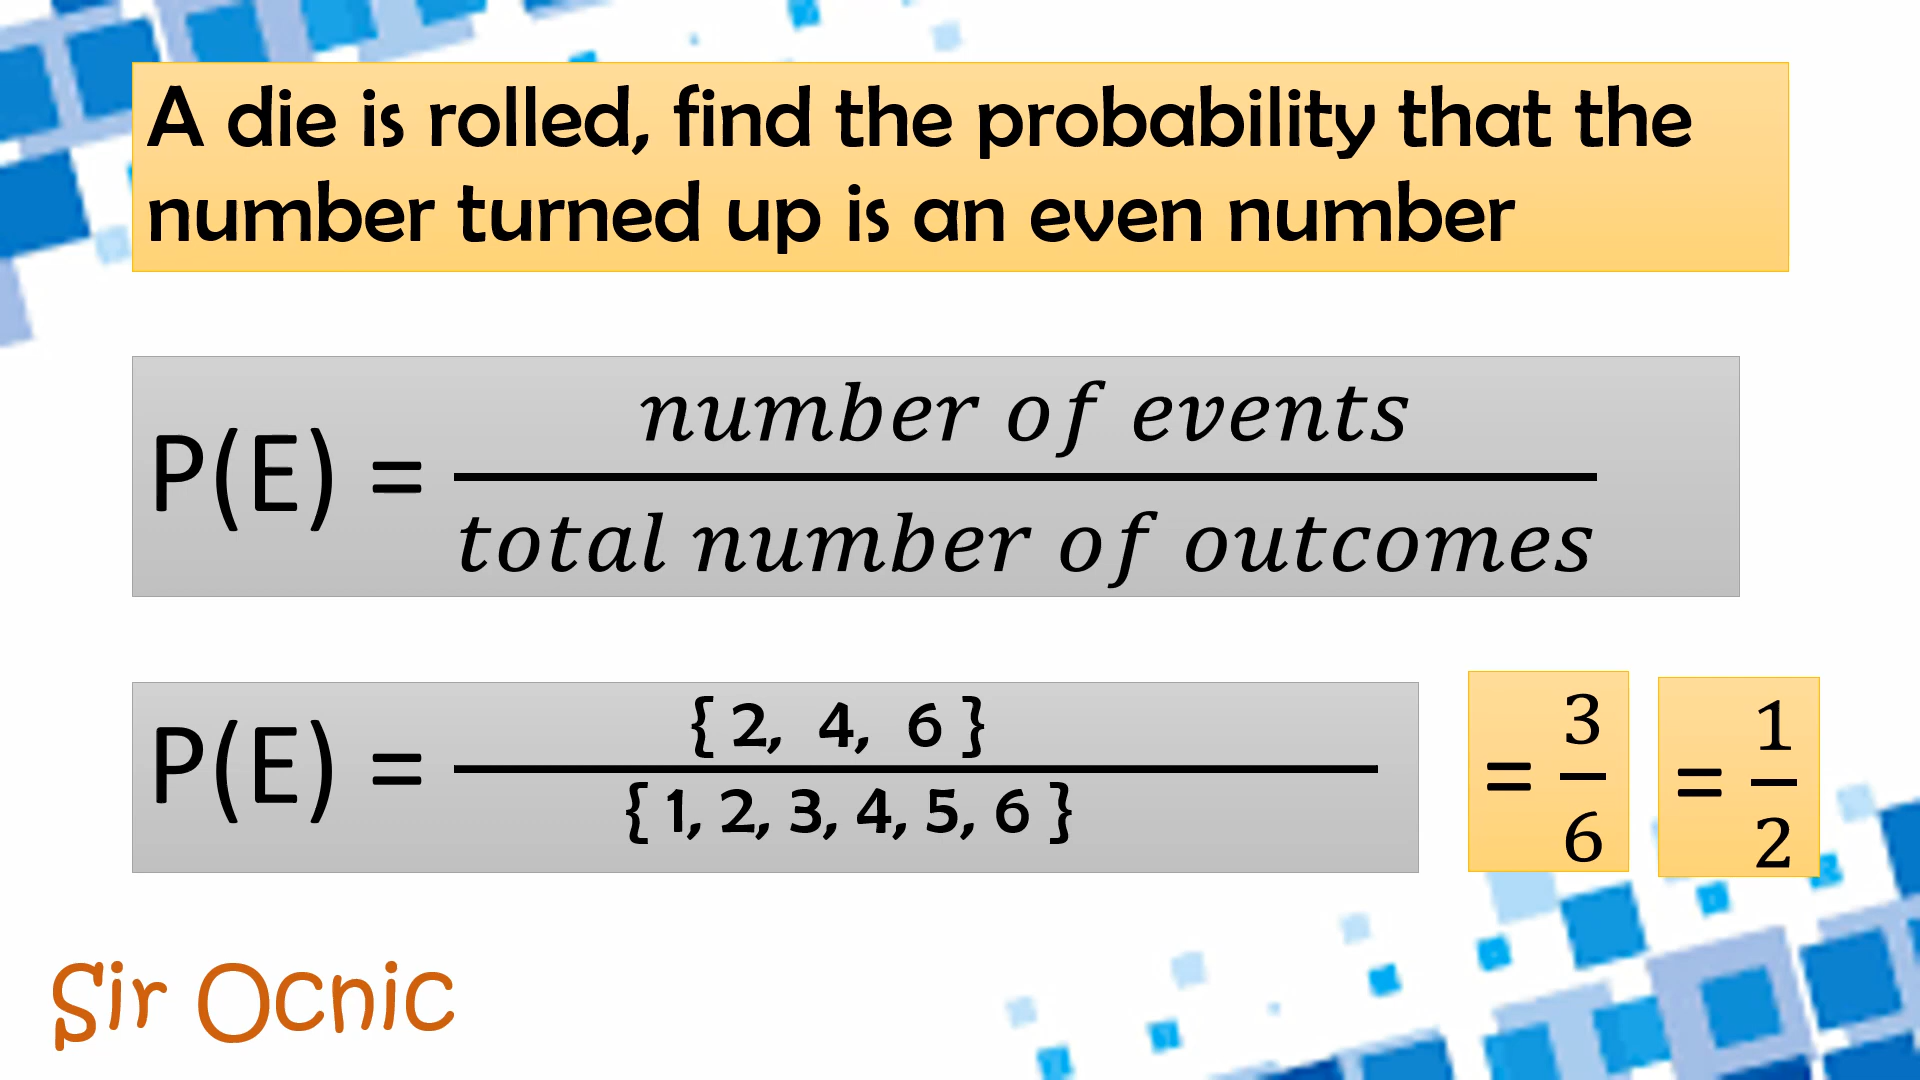 A die is rolled, find the probability that the
number turned up is an even number
P(E) = number of events / total number of outcomes
P(E) = { 2, 4, 6 } / { 1, 2, 3, 4, 5, 6 } = 3/6 = 1/2
Sir Ocnic